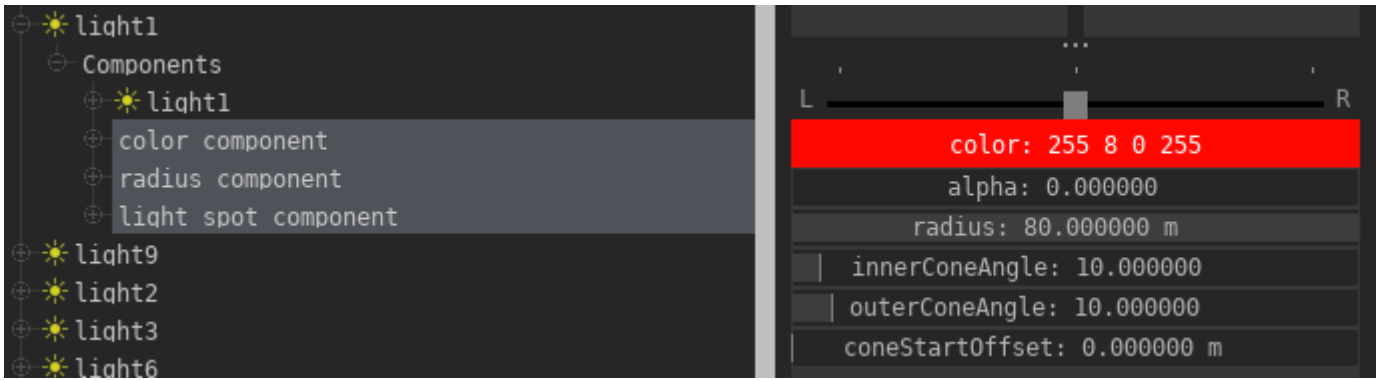 light1
Components
light1
color component
radius component
light spot component
light9
light2
light3
light6
...
L R
color: 255 8 0 255
alpha: 0.000000
radius: 80.000000 m
innerConeAngle: 10.000000
outerConeAngle: 10.000000
coneStartOffset: 0.000000 m